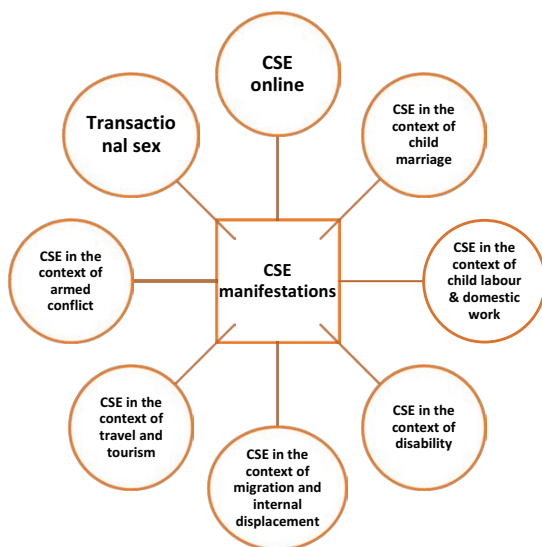 CSE
online
Transactio
nal sex
CSE in the
context of
child
marriage
CSE in the
context of
armed
conflict
CSE
manifestations
CSE in the
context of
child labour
& domestic
work
CSE in the
context of
travel and
tourism
CSE in the
context of
disability
CSE in the
context of
migration and
internal
displacement